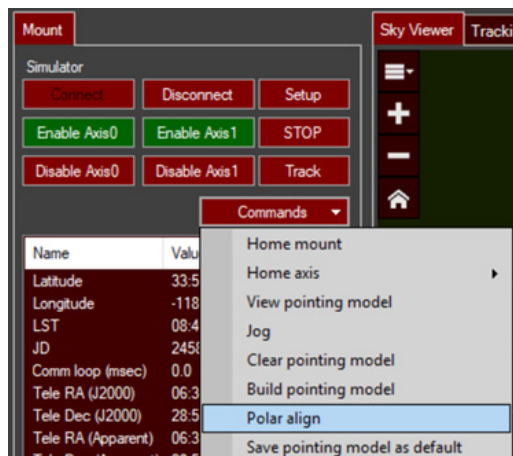 Mount
Sky Viewer Tracki
Simulator
Connect Disconnect Setup
Enable Axis0 Enable Axis1 STOP
Disable Axis0 Disable Axis1 Track
Commands
Name Valu
Latitude 33:5
Longitude -118
LST 08:4
JD 2458
Comm loop (msec) 0.0
Tele RA (J2000) 06:3
Tele Dec (J2000) 28:5
Tele RA (Apparent) 06:3
Home mount
Home axis
View pointing model
Jog
Clear pointing model
Build pointing model
Polar align
Save pointing model as default